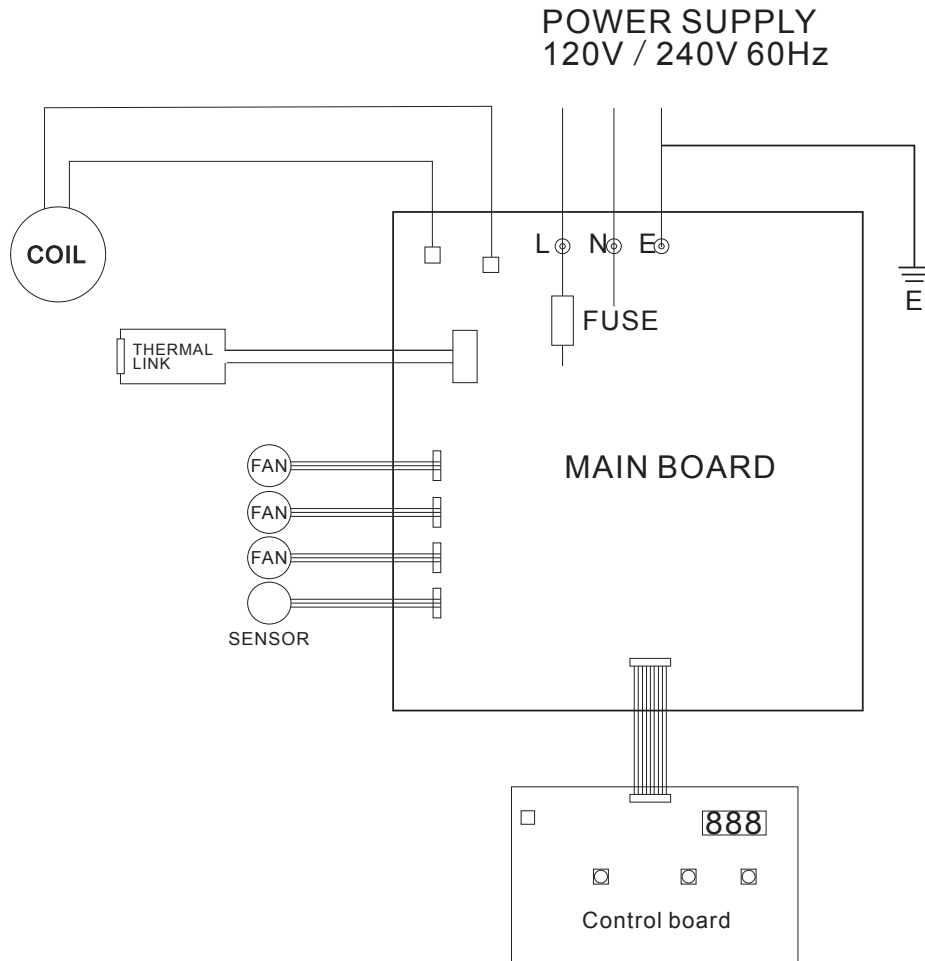 POWER SUPPLY
120V / 240V 60Hz
COIL
L N E
E
FUSE
THERMAL
LINK
FAN
MAIN BOARD
FAN
FAN
SENSOR
888
Control board